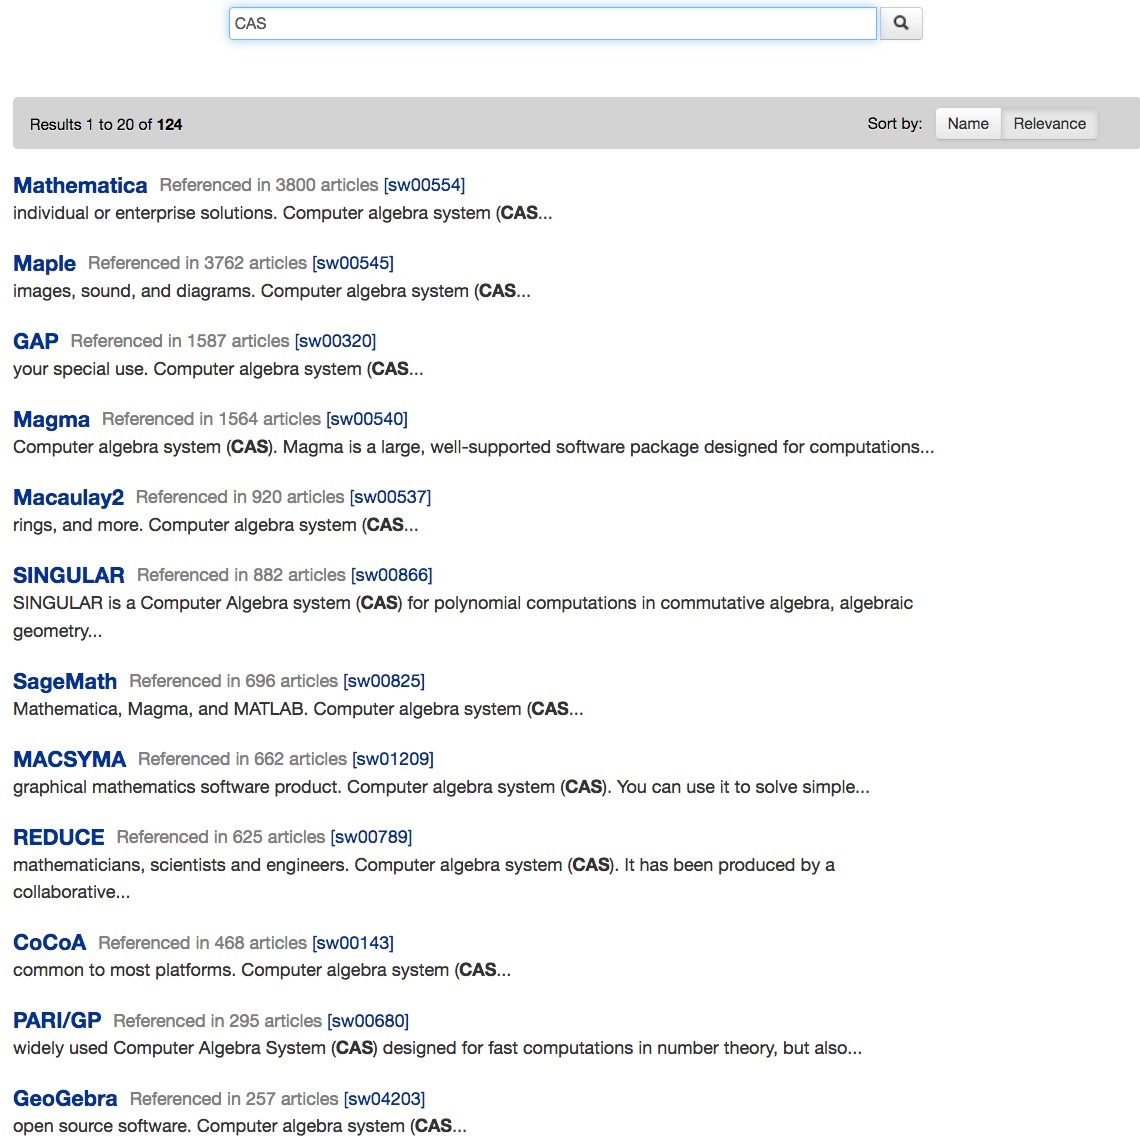 CAS
Results 1 to 20 of 124 Sort by: Name Relevance
Mathematica Referenced in 3800 articles [sw00554]
individual or enterprise solutions. Computer algebra system (CAS...
Maple Referenced in 3762 articles [sw00545]
images, sound, and diagrams. Computer algebra system (CAS...
GAP Referenced in 1587 articles [sw00320]
your special use. Computer algebra system (CAS...
Magma Referenced in 1564 articles [sw00540]
Computer algebra system (CAS). Magma is a large, well-supported software package designed for computations...
Macaulay2 Referenced in 920 articles [sw00537]
rings, and more. Computer algebra system (CAS...
SINGULAR Referenced in 882 articles [sw00866]
SINGULAR is a Computer Algebra system (CAS) for polynomial computations in commutative algebra, algebraic
geometry...
SageMath Referenced in 696 articles [sw00825]
Mathematica, Magma, and MATLAB. Computer algebra system (CAS...
MACSYMA Referenced in 662 articles [sw01209]
graphical mathematics software product. Computer algebra system (CAS). You can use it to solve simple...
REDUCE Referenced in 625 articles [sw00789]
mathematicians, scientists and engineers. Computer algebra system (CAS). It has been produced by a
collaborative...
CoCoA Referenced in 468 articles [sw00143]
common to most platforms. Computer algebra system (CAS...
PARI/GP Referenced in 295 articles [sw00680]
widely used Computer Algebra System (CAS) designed for fast computations in number theory, but also...
GeoGebra Referenced in 257 articles [sw04203]
open source software. Computer algebra system (CAS...